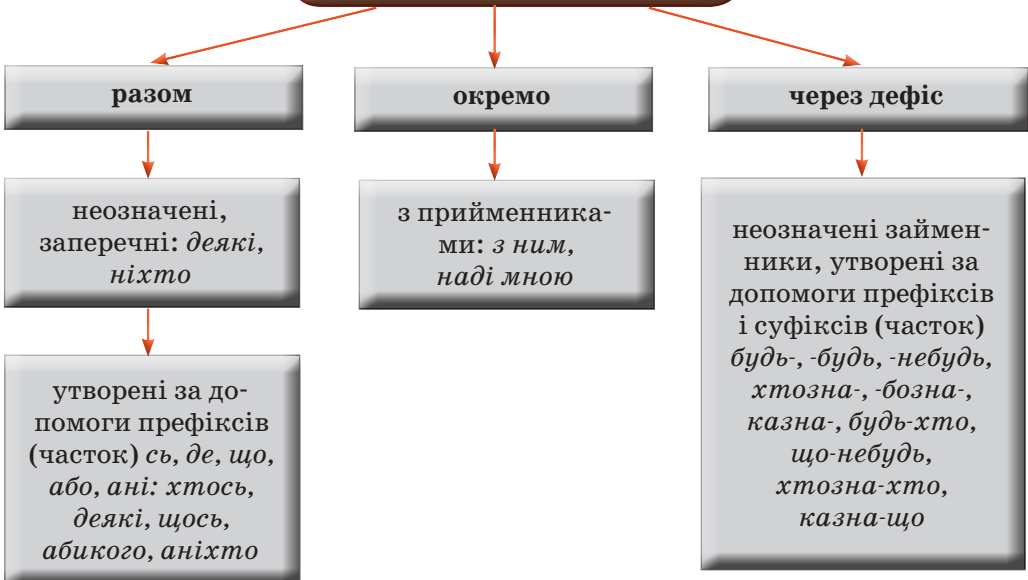 разом
неозначені,
заперечні: деякі,
ніхто
утворені за до-
помоги префіксів
(часток) сь, де, що,
або, ані: хтось,
деякі, щось,
абикого, аніхто
окремо
з прийменника-
ми: з ним,
наді мною
через дефіс
неозначені займен-
ники, утворені за
допомоги префіксів
і суфіксів (часток)
будь-, -будь, -небудь,
хтозна-, -бозна-,
казна-, будь-хто,
що-небудь,
хтозна-хто,
казна-що